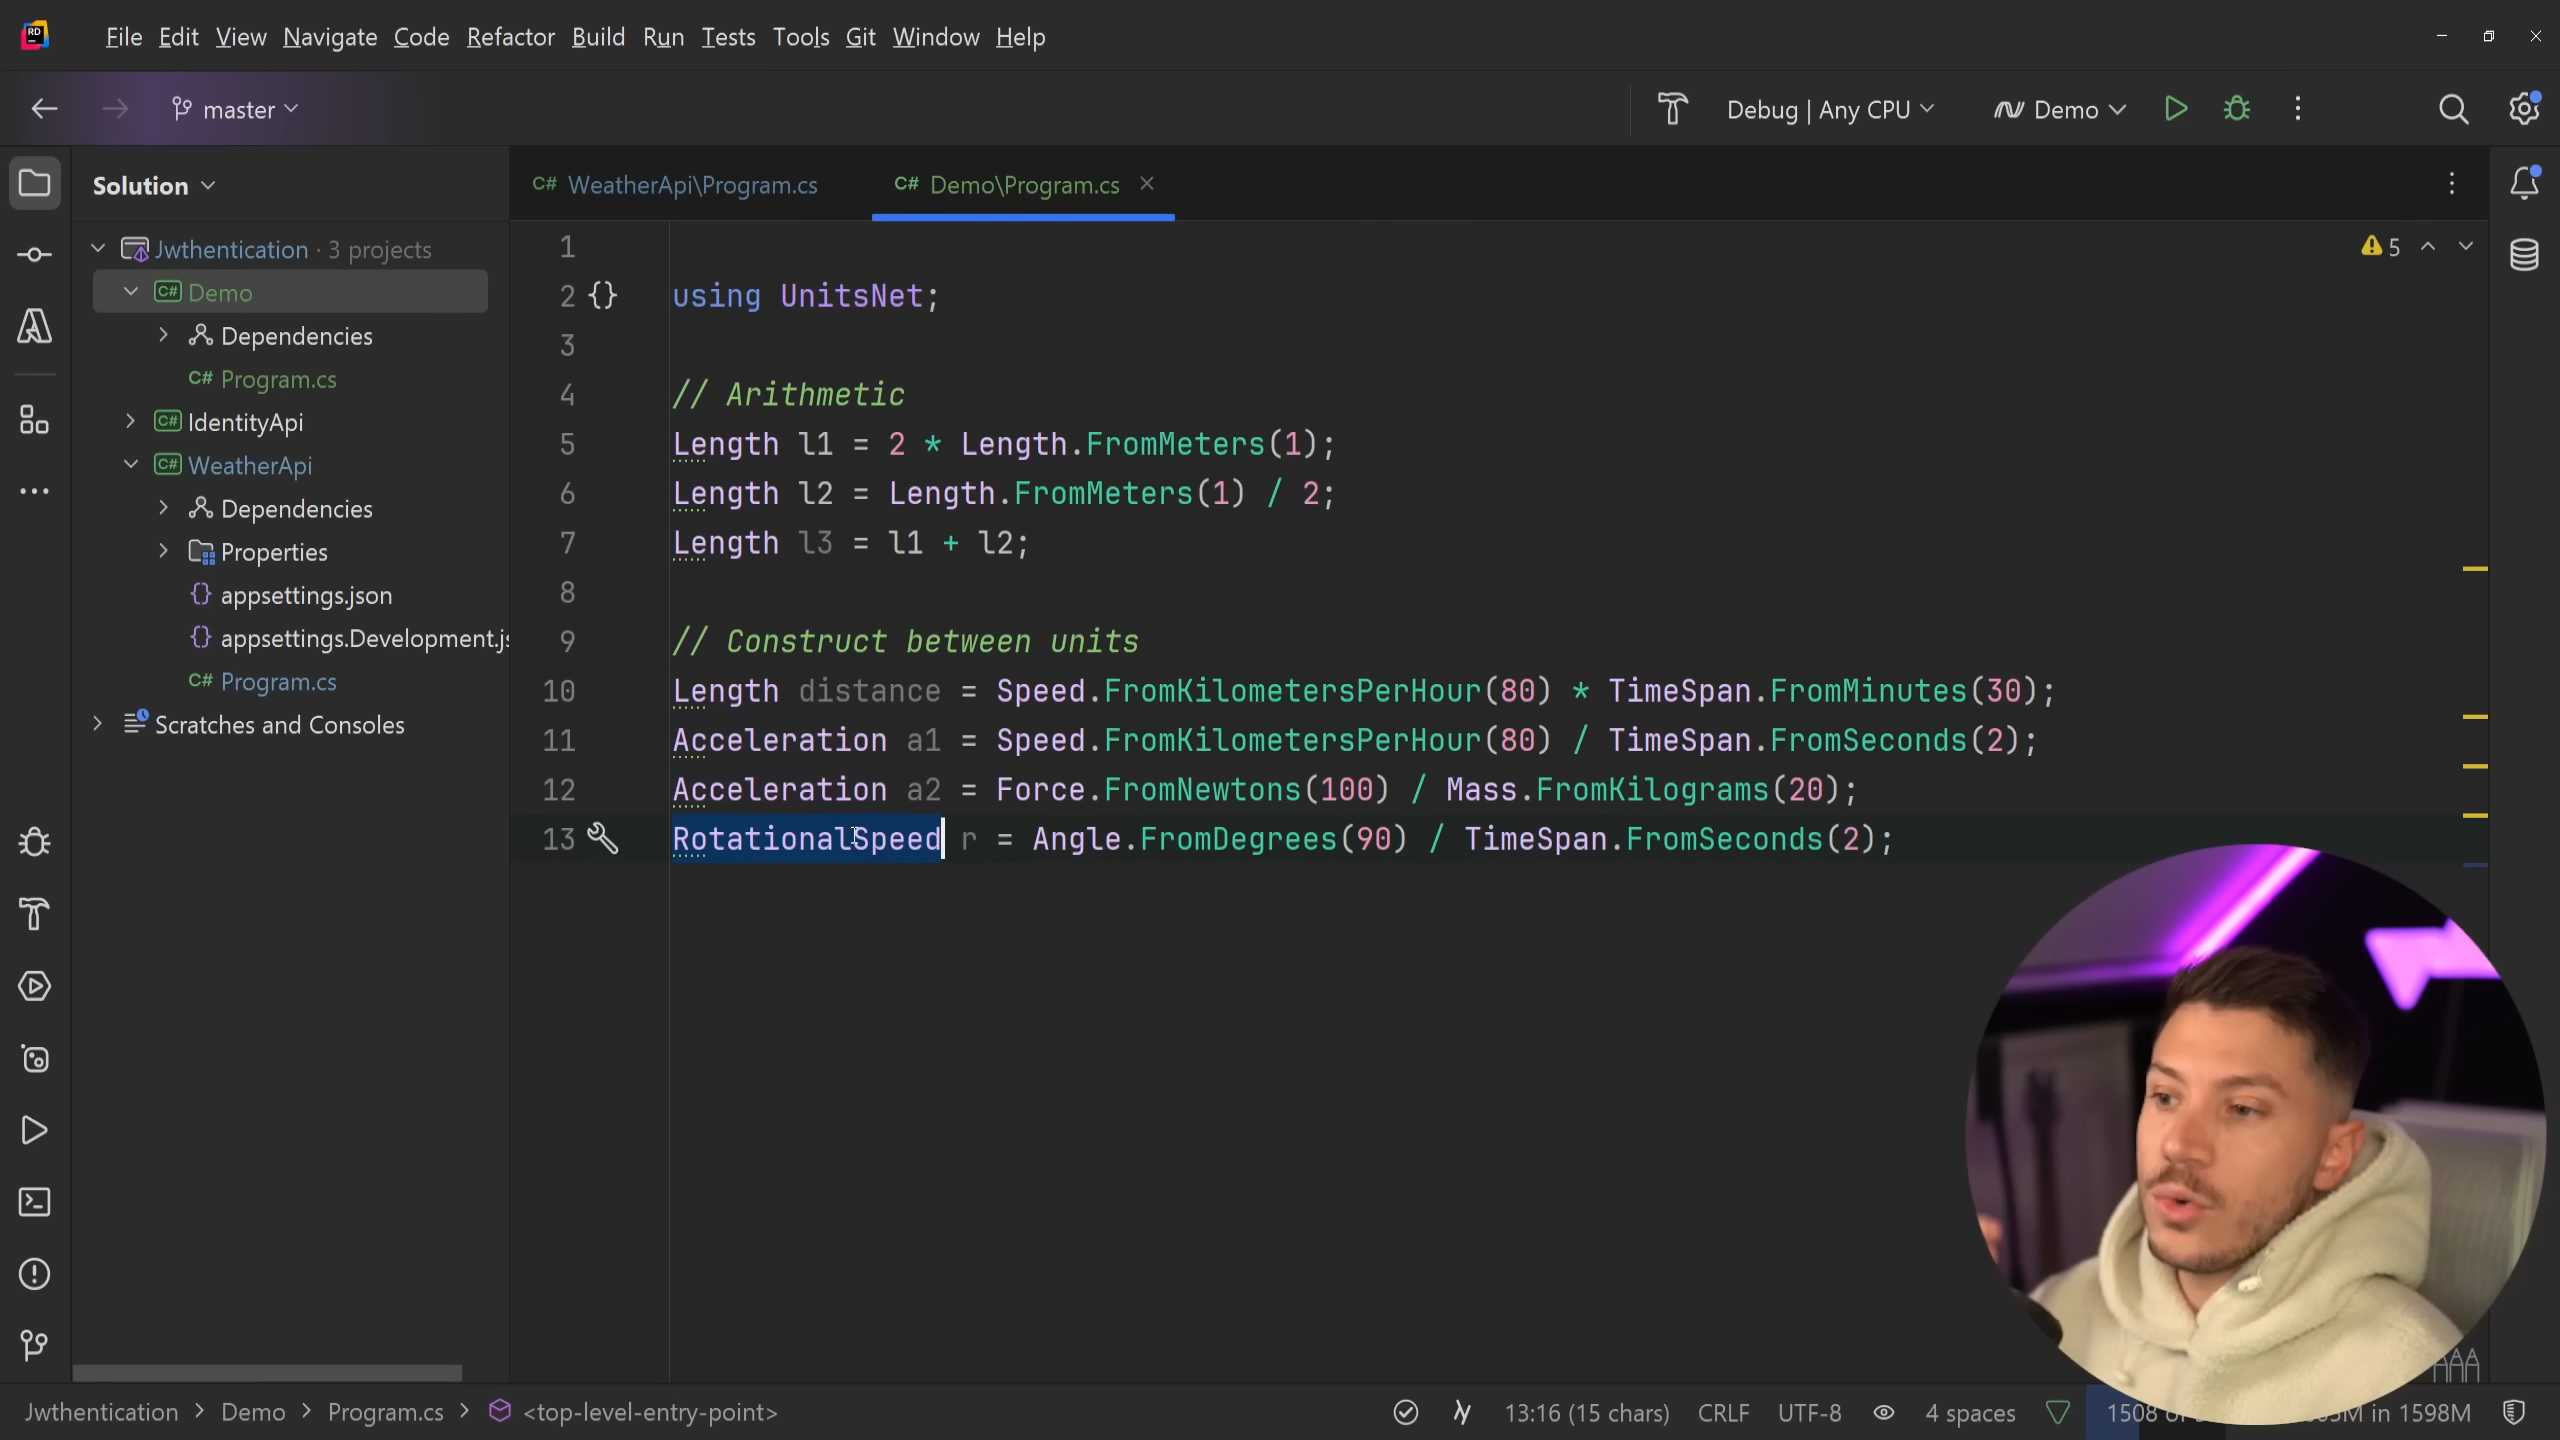 RD
File Edit View Navigate Code Refactor Build Run Tests Tools Git Window Help
master
Debug | Any CPU
Demo
Solution
C# WeatherApi\Program.cs
C# Demo\Program.cs
Jwthentication · 3 projects
C# Demo
Dependencies
C# Program.cs
C# IdentityApi
C# WeatherApi
Dependencies
Properties
{} appsettings.json
{} appsettings.Development.js
C# Program.cs
Scratches and Consoles
5
1
2 {} using UnitsNet;
3
4 // Arithmetic
5 Length l1 = 2 * Length.FromMeters(1);
6 Length l2 = Length.FromMeters(1) / 2;
7 Length l3 = l1 + l2;
8
9 // Construct between units
10 Length distance = Speed.FromKilometersPerHour(80) * TimeSpan.FromMinutes(30);
11 Acceleration a1 = Speed.FromKilometersPerHour(80) / TimeSpan.FromSeconds(2);
12 Acceleration a2 = Force.FromNewtons(100) / Mass.FromKilograms(20);
13 RotationalSpeed r = Angle.FromDegrees(90) / TimeSpan.FromSeconds(2);
Jwthentication > Demo > Program.cs > <top-level-entry-point>
13:16 (15 chars) CRLF UTF-8 4 spaces 1508 in 1598M